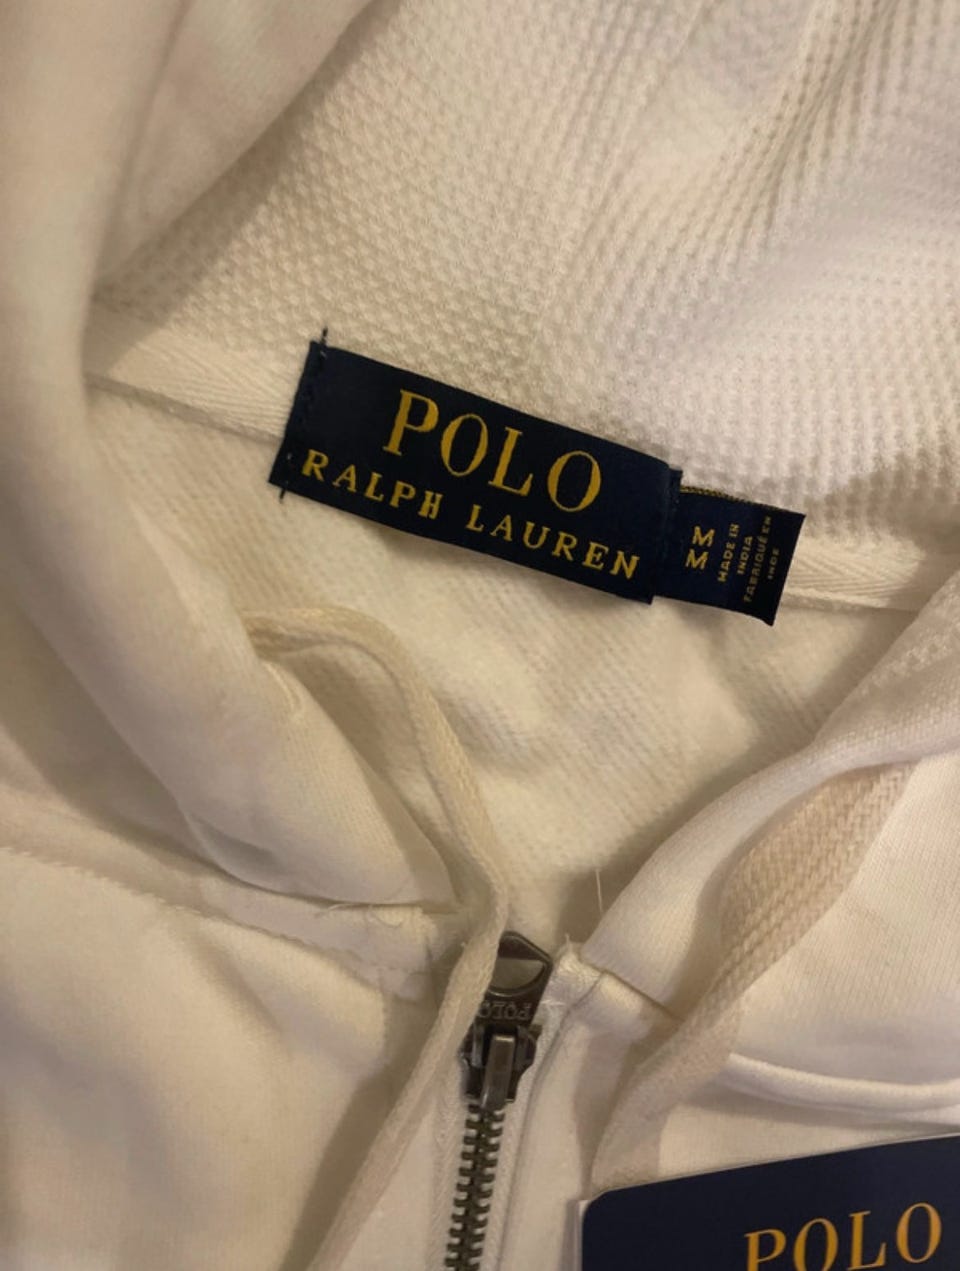 POLO
RALPH LAUREN
M
M
MADE IN
INDIA
FABRIQUÉ EN
INDE
POLO
POLO